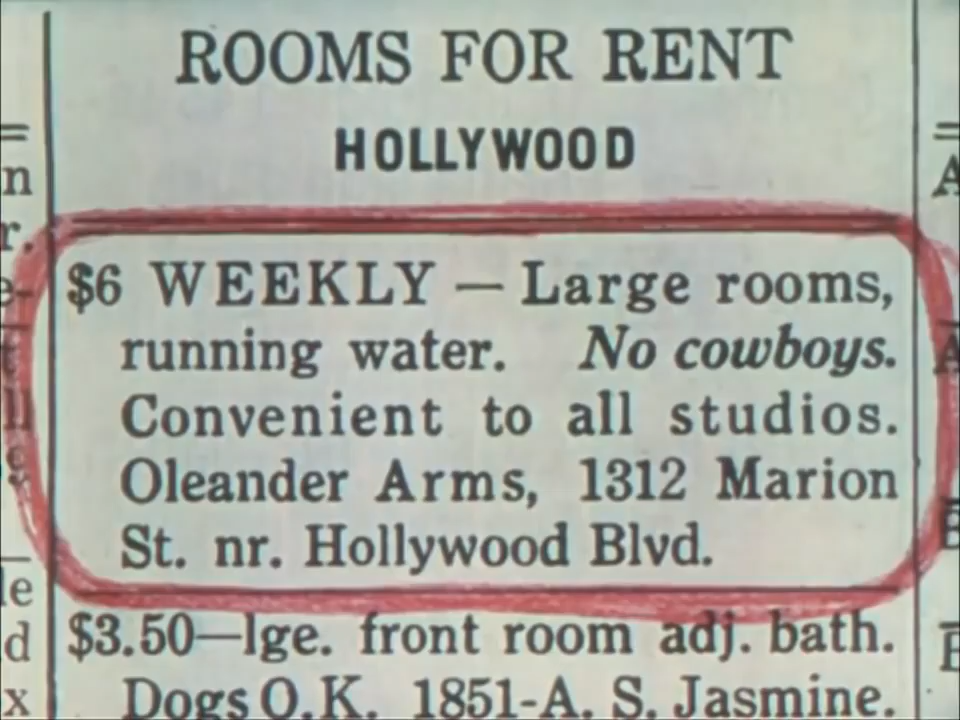 ROOMS FOR RENT
HOLLYWOOD
$6 WEEKLY — Large rooms,
running water. No cowboys.
Convenient to all studios.
Oleander Arms, 1312 Marion
St. nr. Hollywood Blvd.
$3.50—lge. front room adj. bath.
Dogs O.K. 1851-A. S. Jasmine.